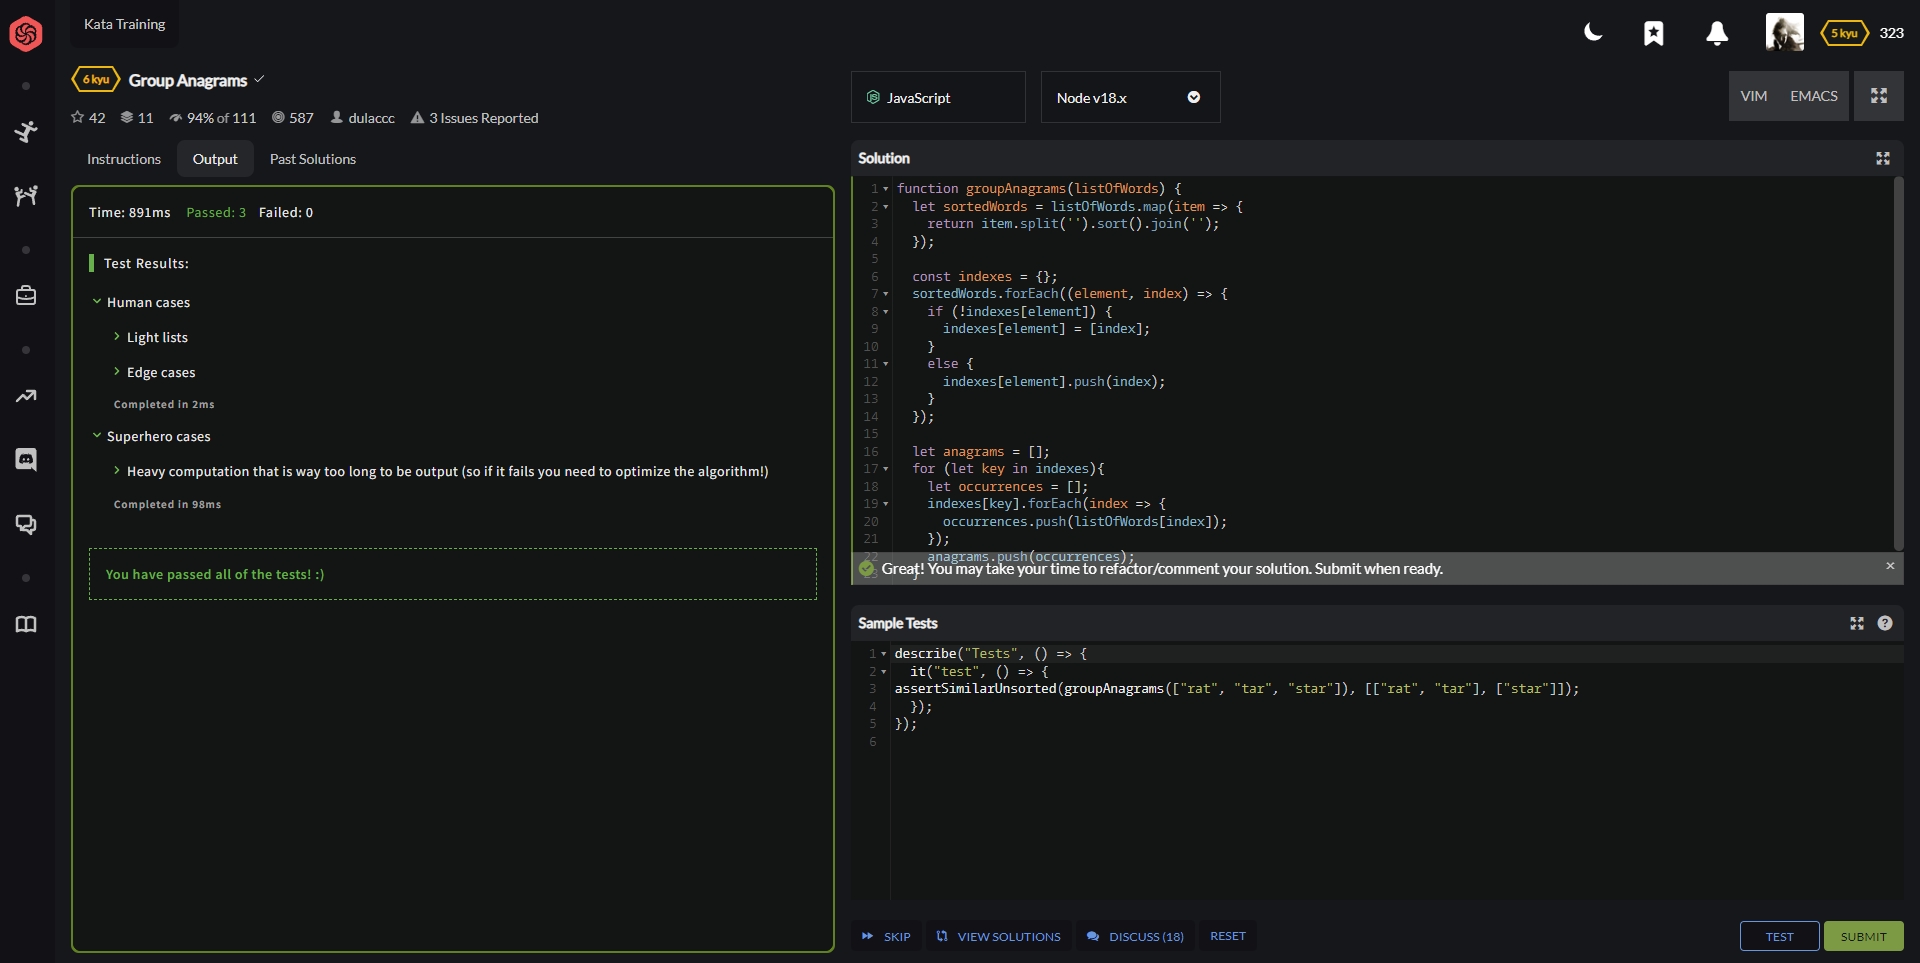 Kata Training
5 kyu 323
6 kyu Group Anagrams
42 11 94% of 111 587 dulaccc 3 Issues Reported
JavaScript
Node v18.x
VIM EMACS
Instructions Output Past Solutions
Time: 891ms Passed: 3 Failed: 0
Test Results:
Human cases
Light lists
Edge cases
Completed in 2ms
Superhero cases
Heavy computation that is way too long to be output (so if it fails you need to optimize the algorithm!)
Completed in 98ms
You have passed all of the tests! :)
Solution
1 function groupAnagrams(listOfWords) {
2 let sortedWords = listOfWords.map(item => {
3 return item.split('').sort().join('');
4 });
5
6 const indexes = {};
7 sortedWords.forEach((element, index) => {
8 if (!indexes[element]) {
9 indexes[element] = [index];
10 }
11 else {
12 indexes[element].push(index);
13 }
14 });
15
16 let anagrams = [];
17 for (let key in indexes){
18 let occurrences = [];
19 indexes[key].forEach(index => {
20 occurrences.push(listOfWords[index]);
21 });
22 anagrams.push(occurrences);
23 }
Great! You may take your time to refactor/comment your solution. Submit when ready.
Sample Tests
1 describe("Tests", () => {
2 it("test", () => {
3 assertSimilarUnsorted(groupAnagrams(["rat", "tar", "star"]), [["rat", "tar"], ["star"]]);
4 });
5 });
6
SKIP VIEW SOLUTIONS DISCUSS (18) RESET
TEST SUBMIT